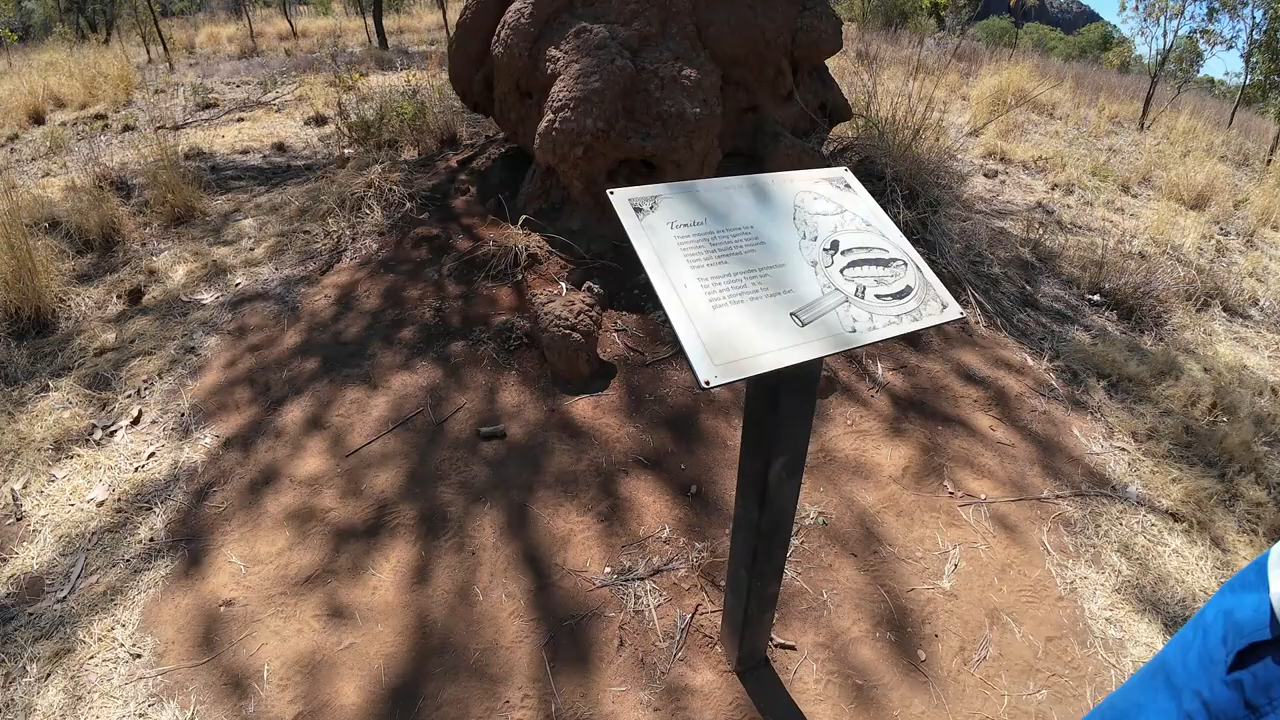 Termites!
These mounds are home to a
community of tiny spinifex
termites. Termites are social
insects that build the mounds
from soil cemented with
their excreta.
The mound provides protection
for the colony from sun,
rain and flood. It is
also a storehouse for
plant fibre - their staple diet.